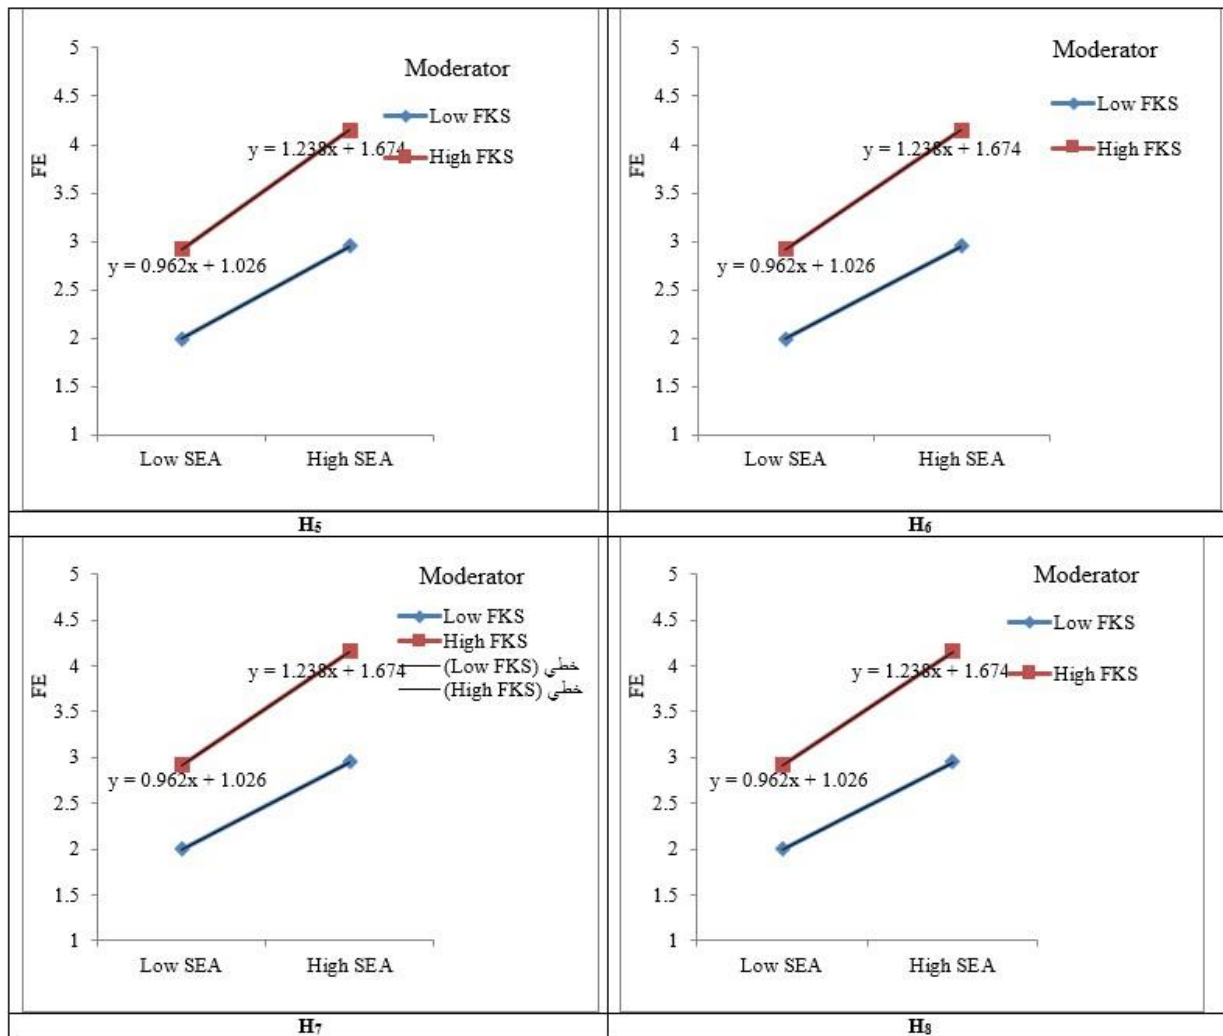 5
4.5
4
3.5
3
2.5
2
1.5
1
FE
Moderator
Low FKS
High FKS
y = 1.238x + 1.674
y = 0.962x + 1.026
Low SEA
High SEA
H5
5
4.5
4
3.5
3
2.5
2
1.5
1
FE
Moderator
Low FKS
High FKS
y = 1.238x + 1.674
y = 0.962x + 1.026
Low SEA
High SEA
H6
5
4.5
4
3.5
3
2.5
2
1.5
1
FE
Moderator
Low FKS
High FKS
خطي (Low FKS)
خطي (High FKS)
y = 1.238x + 1.674
y = 0.962x + 1.026
Low SEA
High SEA
H7
5
4.5
4
3.5
3
2.5
2
1.5
1
FE
Moderator
Low FKS
High FKS
y = 1.238x + 1.674
y = 0.962x + 1.026
Low SEA
High SEA
H8